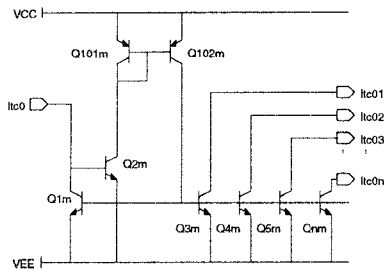 VCC
Q101m
Q102m
Itc0
Itc01
Itc02
Itc03
Itc0n
Q2m
Q1m
Q3m
Q4m
Q5m
Qnm
VEE